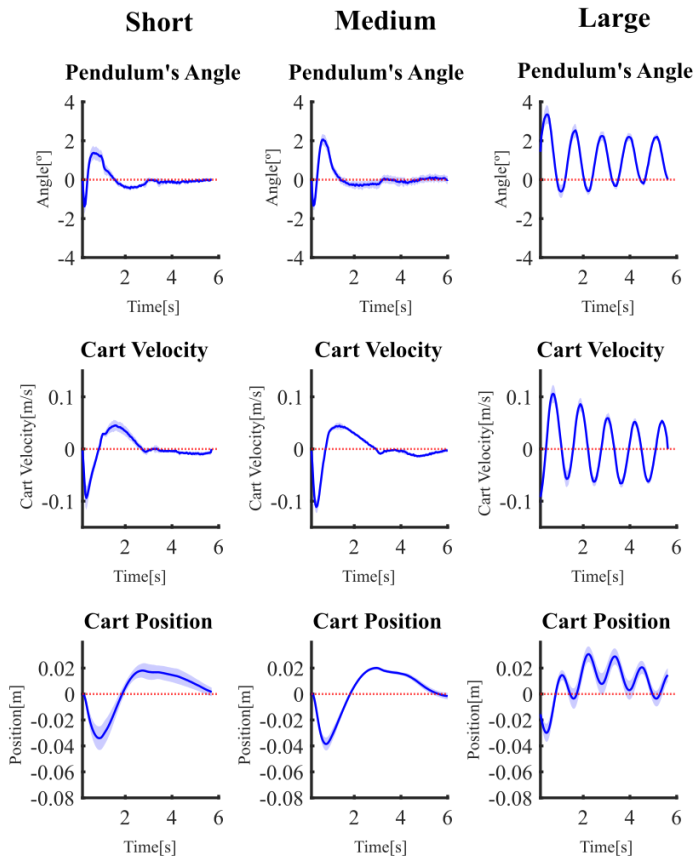 Short Medium Large
Pendulum's Angle Pendulum's Angle Pendulum's Angle
4 4 4
2 2 2
0 0 0
-2 -2 -2
-4 -4 -4
Angle[º] Angle[º] Angle[º]
2 4 6 2 4 6 2 4 6
Time[s] Time[s] Time[s]
Cart Velocity Cart Velocity Cart Velocity
0.1 0.1 0.1
0 0 0
-0.1 -0.1 -0.1
Cart Velocity[m/s] Cart Velocity[m/s] Cart Velocity[m/s]
2 4 6 2 4 6 2 4 6
Time[s] Time[s] Time[s]
Cart Position Cart Position Cart Position
0.02 0.02 0.02
0 0 0
-0.02 -0.02 -0.02
-0.04 -0.04 -0.04
-0.06 -0.06 -0.06
-0.08 -0.08 -0.08
Position[m] Position[m] Position[m]
2 4 6 2 4 6 2 4 6
Time[s] Time[s] Time[s]